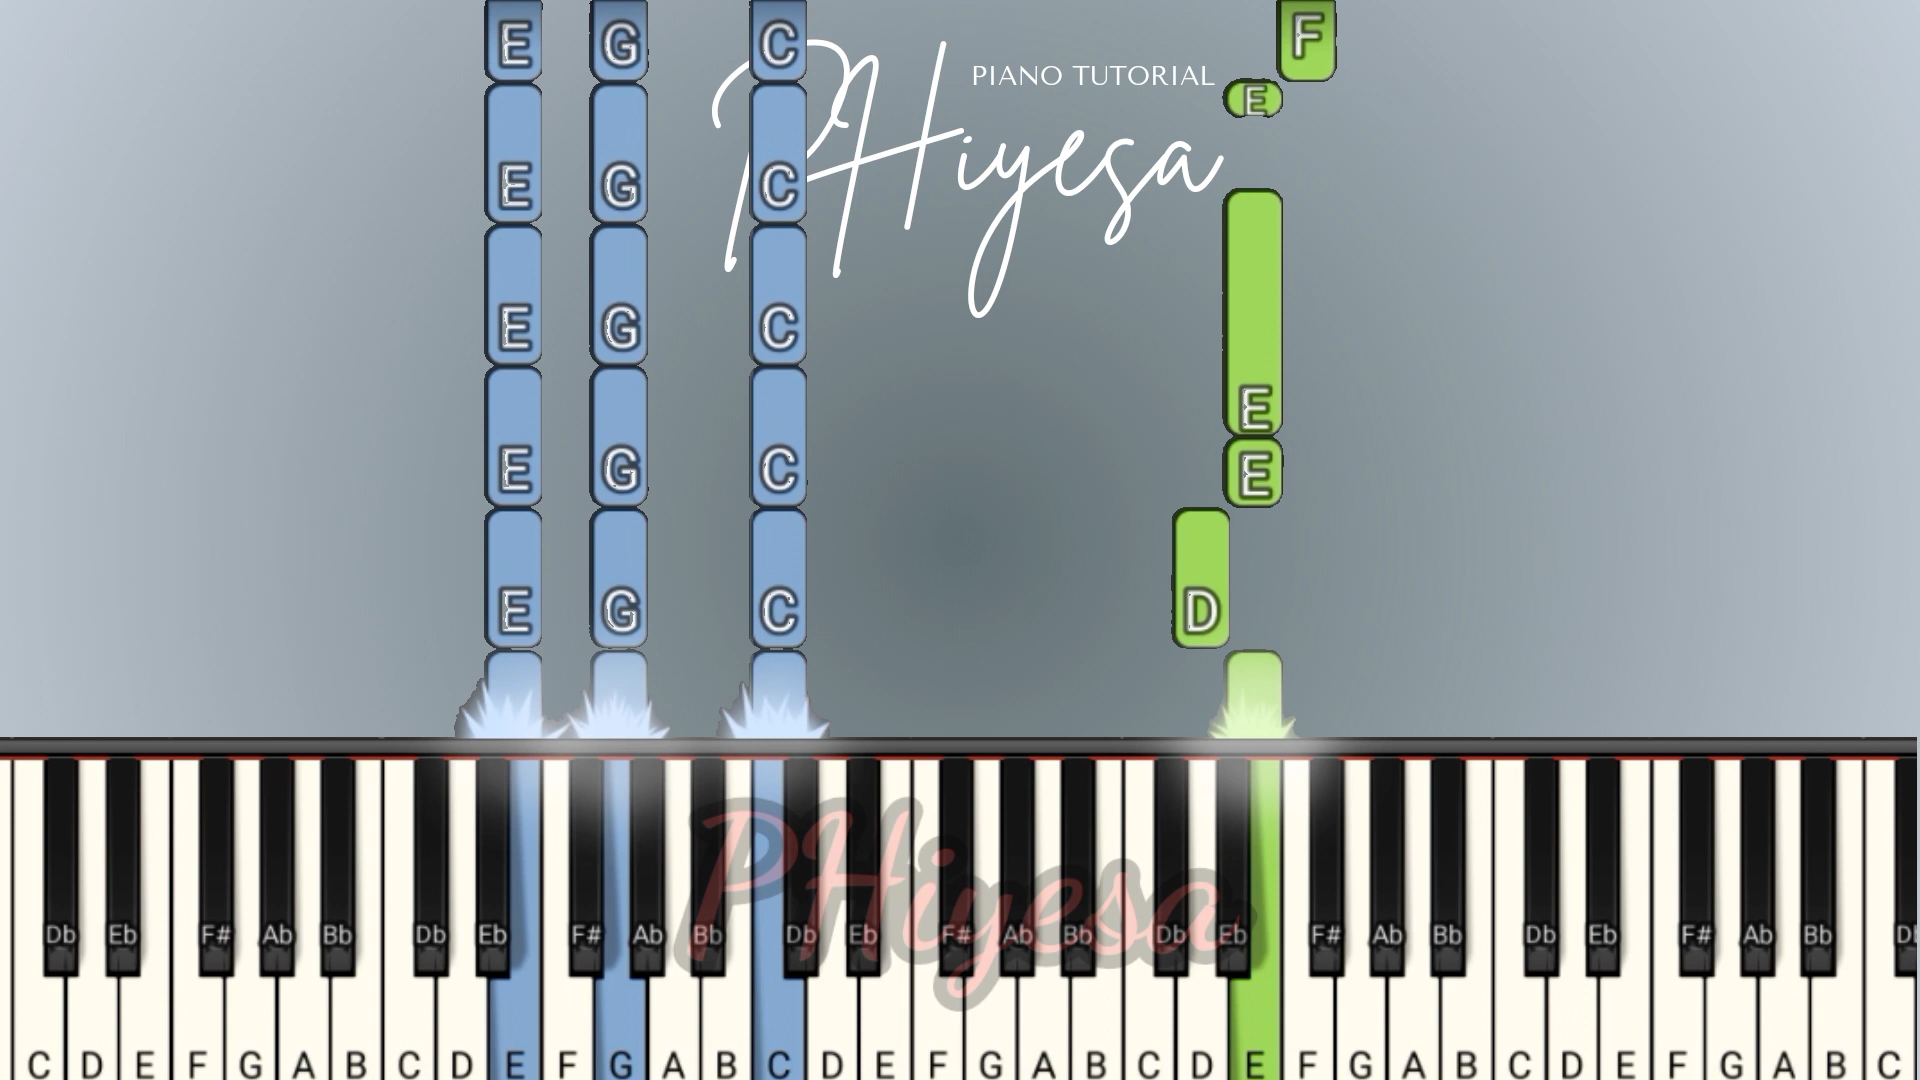 E G C F
PIANO TUTORIAL
E
PHiyesa
E G C
E G C
E
E G C E
E G C D
PHiyesa
Db Eb F# Ab Bb Db Eb F# Ab Bb Db Eb F# Ab Bb Db Eb F# Ab Bb Db Eb F# Ab Bb
C D E F G A B C D E F G A B C D E F G A B C D E F G A B C D E F G A B C